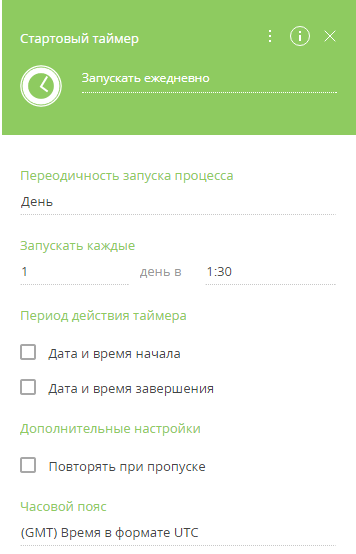 Стартовый таймер
Запускать ежедневно
Переодичность запуска процесса
День
Запускать каждые
1 день в 1:30
Период действия таймера
Дата и время начала
Дата и время завершения
Дополнительные настройки
Повторять при пропуске
Часовой пояс
(GMT) Время в формате UTC